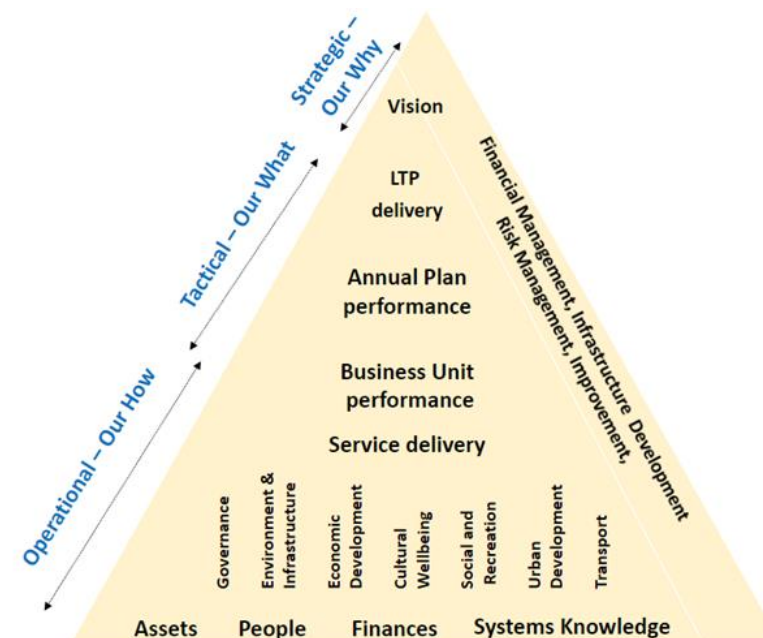 Strategic –
Our Why
Tactical – Our What
Operational – Our How
Vision
LTP
delivery
Annual Plan
performance
Business Unit
performance
Service delivery
Governance
Environment &
Infrastructure
Economic
Development
Cultural
Wellbeing
Social and
Recreation
Urban
Development
Transport
Assets People Finances Systems Knowledge
Financial Management, Infrastructure Development
Risk Management, Improvement,